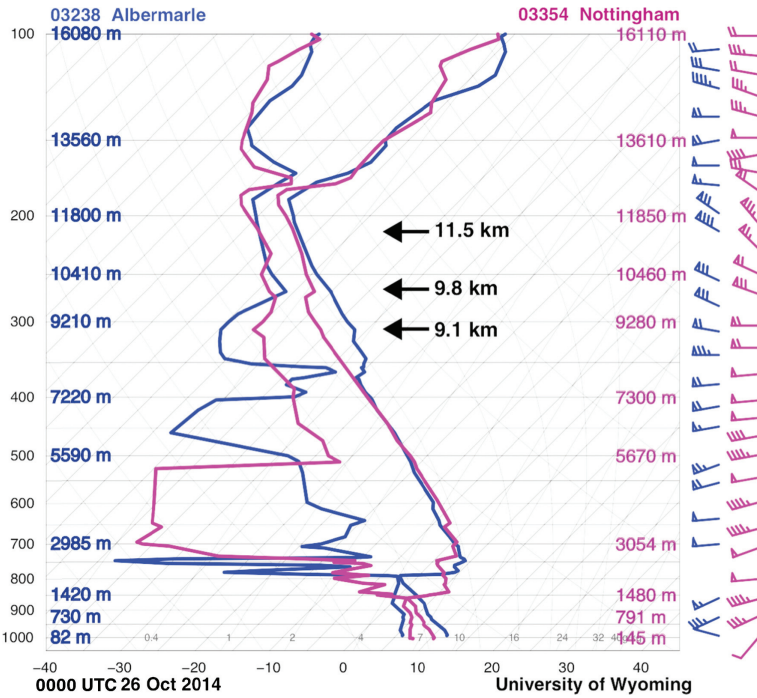 03238 Albermarle 03354 Nottingham
100 16080 m 16110 m
13560 m 13610 m
200 11800 m 11850 m
11.5 km
10410 m 10460 m
9.8 km
300 9210 m 9280 m
9.1 km
400 7220 m 7300 m
500 5590 m 5670 m
600
700 2985 m 3054 m
800
1420 m 1480 m
900 730 m 791 m
1000 82 m 0.4 1 2 4 7 10 16 24 32 145 m
-40 -30 -20 -10 0 10 20 30 40
0000 UTC 26 Oct 2014 University of Wyoming